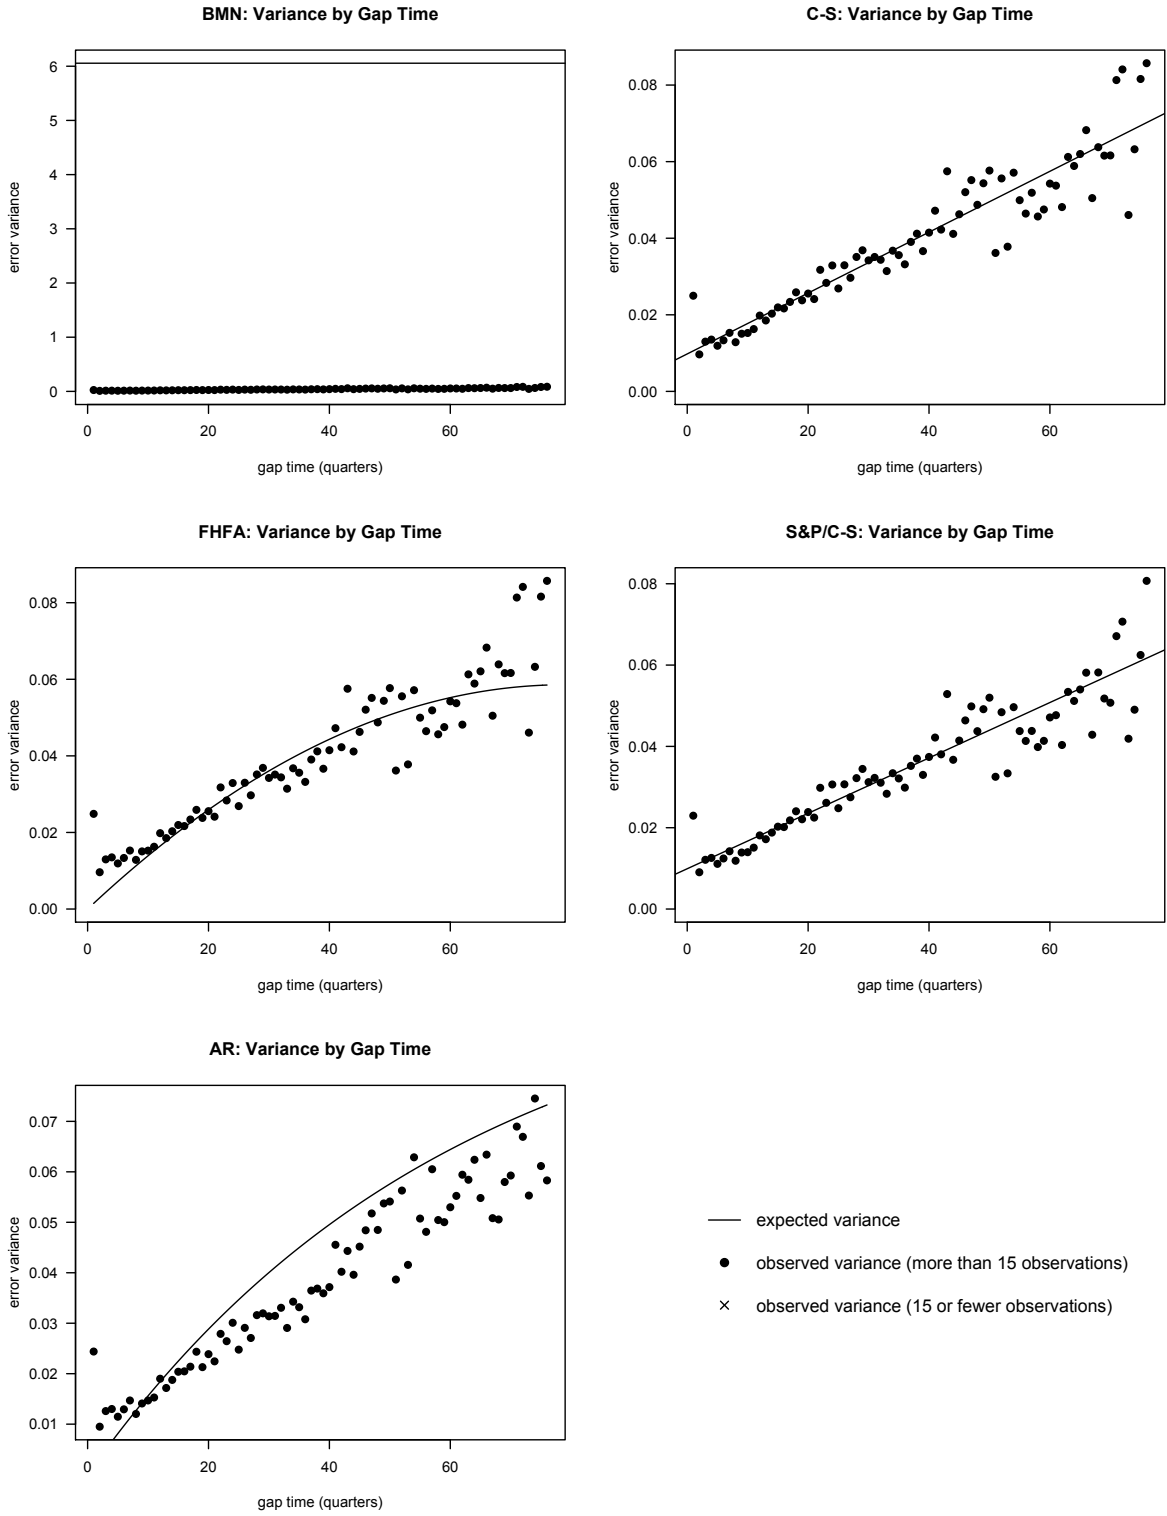 BMN: Variance by Gap Time
error variance
6
5
4
3
2
1
0
0 20 40 60
gap time (quarters)
C-S: Variance by Gap Time
error variance
0.08
0.06
0.04
0.02
0.00
0 20 40 60
gap time (quarters)
FHFA: Variance by Gap Time
error variance
0.08
0.06
0.04
0.02
0.00
0 20 40 60
gap time (quarters)
S&P/C-S: Variance by Gap Time
error variance
0.08
0.06
0.04
0.02
0.00
0 20 40 60
gap time (quarters)
AR: Variance by Gap Time
error variance
0.07
0.06
0.05
0.04
0.03
0.02
0.01
0 20 40 60
gap time (quarters)
expected variance
observed variance (more than 15 observations)
observed variance (15 or fewer observations)